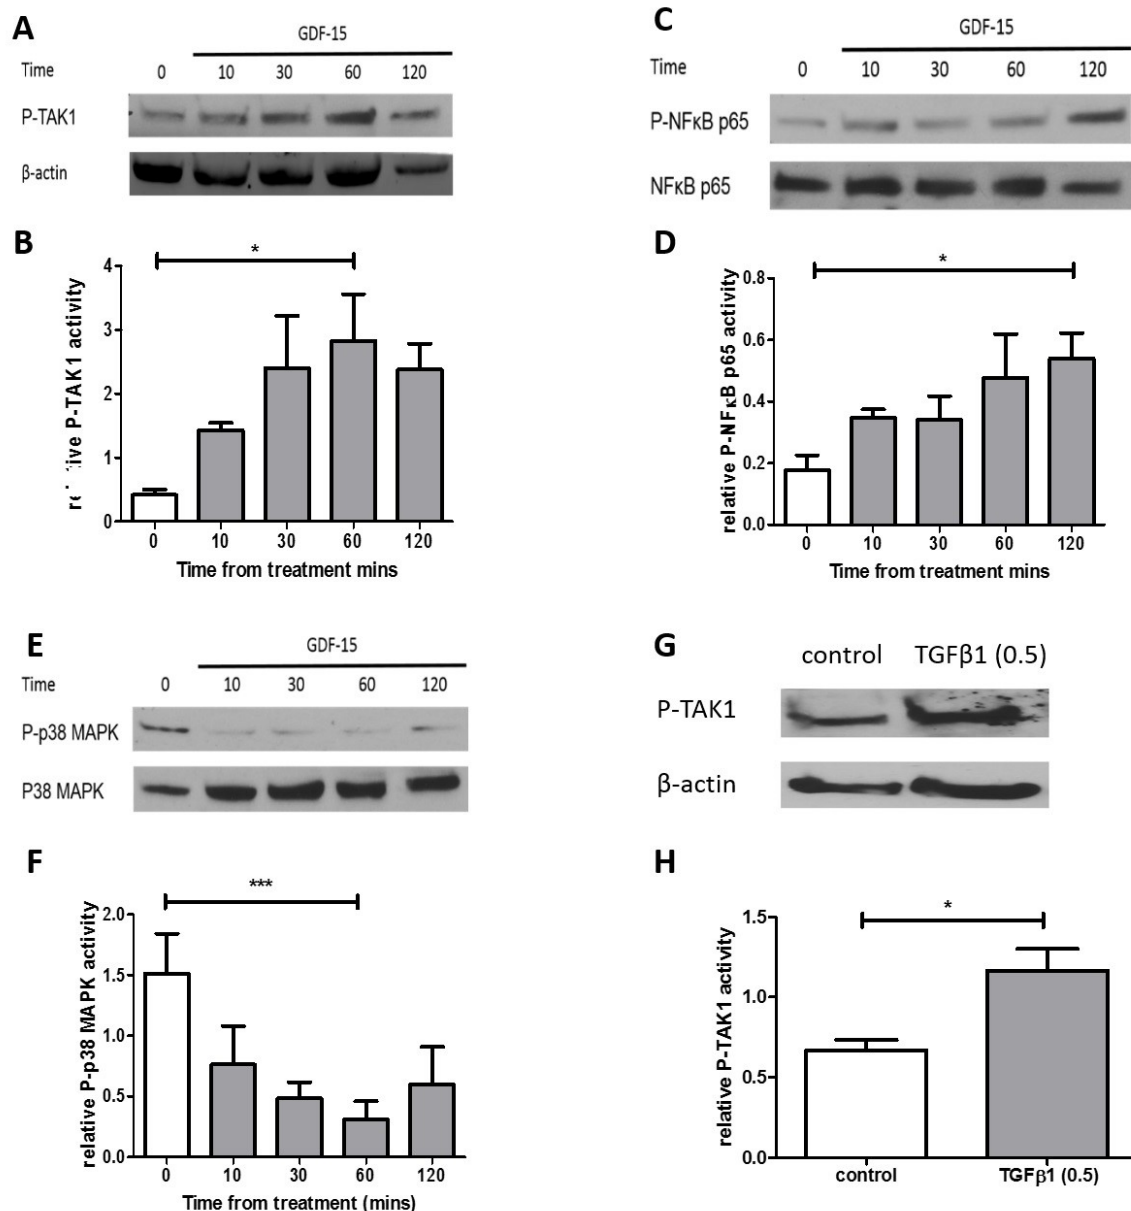 A
GDF-15
Time 0 10 30 60 120
P-TAK1
β-actin
B
*
4
3
2
1
0
0 10 30 60 120
Time from treatment mins
P-TAK1 activity
C
GDF-15
Time 0 10 30 60 120
P-NFκB p65
NFκB p65
D
*
0.8
0.6
0.4
0.2
0.0
relative P-NFκB p65 activity
0 10 30 60 120
Time from treatment mins
E
GDF-15
Time 0 10 30 60 120
P-p38 MAPK
P38 MAPK
F
***
2.0
1.5
1.0
0.5
0.0
relative P-p38 MAPK activity
0 10 30 60 120
Time from treatment (mins)
G
control TGFβ1 (0.5)
P-TAK1
β-actin
H
*
1.5
1.0
0.5
0.0
relative P-TAK1 activity
control TGFβ1 (0.5)